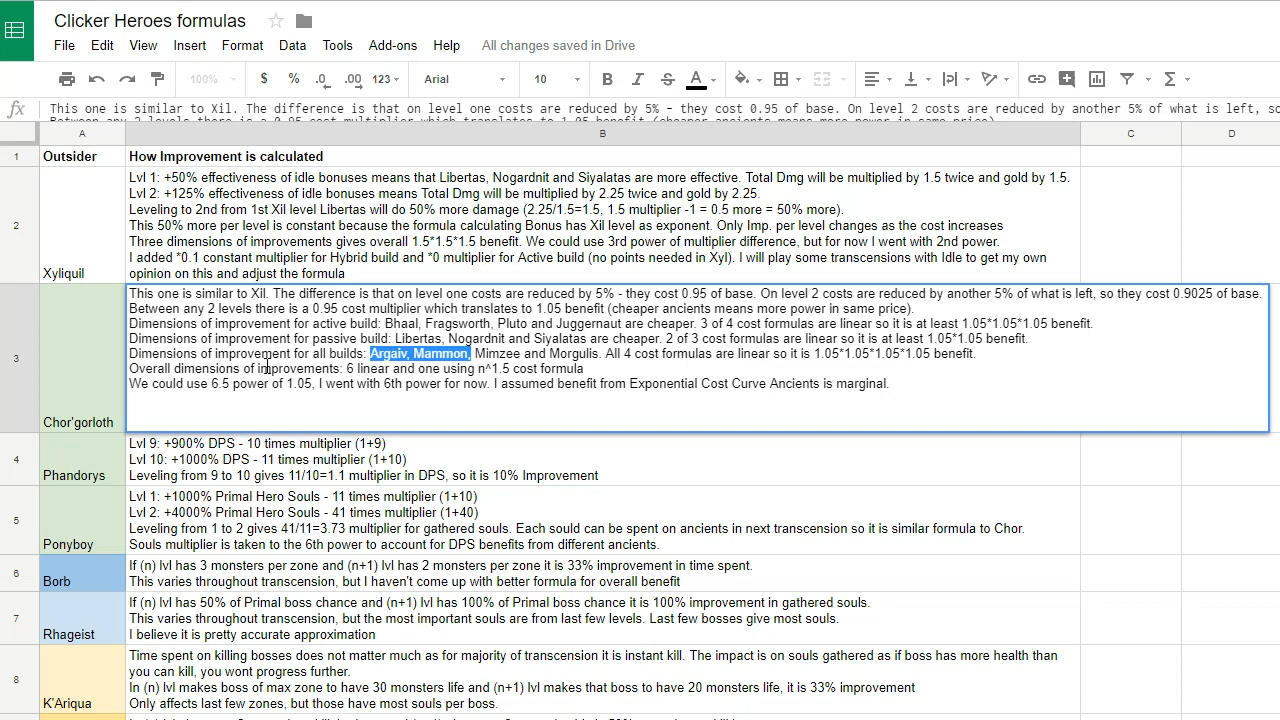 Clicker Heroes formulas
File Edit View Insert Format Data Tools Add-ons Help All changes saved in Drive
100% $ % .0 .00 123 Arial 10 B I S A
fx This one is similar to Xil. The difference is that on leval one costs are reduced by 5% - they cost 0.95 of base. On level 2 costs are reduced by another 5% of what is left, so
Between any 2 levels there is a 0.95 cost multiplier which translates to 1.05 benefit (cheaper ancients means more power in same price).
A B C D
1 Outsider How Improvement is calculated
Lvl 1: +50% effectiveness of idle bonuses means that Libertas, Nogardnit and Siyalatas are more effective. Total Dmg will be multiplied by 1.5 twice and gold by 1.5.
Lvl 2: +125% effectiveness of idle bonuses means Total Dmg will be multiplied by 2.25 twice and gold by 2.25.
Leveling to 2nd from 1st Xil level Libertas will do 50% more damage (2.25/1.5=1.5, 1.5 multiplier -1 = 0.5 more = 50% more).
2 This 50% more per level is constant because the formula calculating Bonus has Xil level as exponent. Only Imp. per level changes as the cost increases
Three dimensions of improvements gives overall 1.5*1.5*1.5 benefit. We could use 3rd power of multiplier difference, but for now I went with 2nd power.
I added *0.1 constant multiplier for Hybrid build and *0 multiplier for Active build (no points needed in Xyl). I will play some transcensions with Idle to get my own
Xyliquil opinion on this and adjust the formula
This one is similar to Xil. The difference is that on leval one costs are reduced by 5% - they cost 0.95 of base. On level 2 costs are reduced by another 5% of what is left, so they cost 0.9025 of base.
Between any 2 levels there is a 0.95 cost multiplier which translates to 1.05 benefit (cheaper ancients means more power in same price).
Dimensions of improvement for active build: Bhaal, Fragsworth, Pluto and Juggernaut are cheaper. 3 of 4 cost formulas are linear so it is at least 1.05*1.05*1.05 benefit.
Dimensions of improvement for passive build: Libertas, Nogardnit and Siyalatas are cheaper. 2 of 3 cost formulas are linear so it is at least 1.05*1.05 benefit.
3 Dimensions of improvement for all builds: Argaiv, Mammon, Mimzee and Morgulis. All 4 cost formulas are linear so it is 1.05*1.05*1.05*1.05 benefit.
Overall dimensions of improvements: 6 linear and one using n^1.5 cost formula
We could use 6.5 power of 1.05, I went with 6th power for now. I assumed benefit from Exponential Cost Curve Ancients is marginal.
Chor'gorloth
Lvl 9: +900% DPS - 10 times multiplier (1+9)
4 Lvl 10: +1000% DPS - 11 times multiplier (1+10)
Phandorys Leveling from 9 to 10 gives 11/10=1.1 multiplier in DPS, so it is 10% Improvement
Lvl 1: +1000% Primal Hero Souls - 11 times multiplier (1+10)
Lvl 2: +4000% Primal Hero Souls - 41 times multiplier (1+40)
5 Leveling from 1 to 2 gives 41/11=3.73 multiplier for gathered souls. Each sould can be spent on ancients in next transcension so it is similar formula to Chor.
Ponyboy Souls multiplier is taken to the 6th power to account for DPS benefits from different ancients.
6 If (n) lvl has 3 monsters per zone and (n+1) lvl has 2 monsters per zone it is 33% improvement in time spent.
Borb This varies throughout transcension, but I haven't come up with better formula for overall benefit
If (n) lvl has 50% of Primal boss chance and (n+1) lvl has 100% of Primal boss chance it is 100% improvement in gathered souls.
7 This varies throughout transcension, but the most important souls are from last few levels. Last few bosses give most souls.
Rhageist I believe it is pretty accurate approximation
Time spent on killing bosses does not matter much as for majority of transcension it is instant kill. The impact is on souls gathered as if boss has more health than
8 you can kill, you wont progress further.
In (n) lvl makes boss of max zone to have 30 monsters life and (n+1) lvl makes that boss to have 20 monsters life, it is 33% improvement
K'Ariqua Only affects last few zones, but those have most souls per boss.